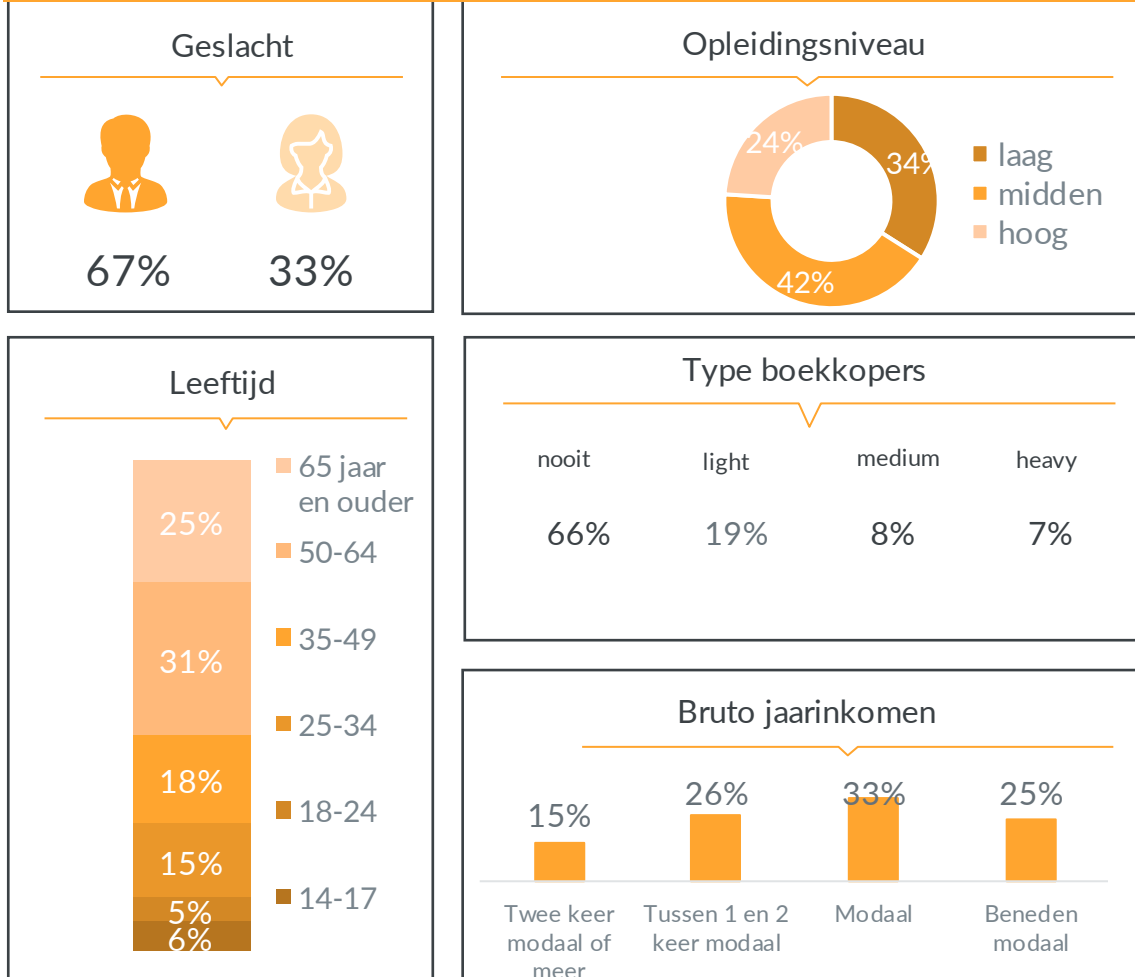 Geslacht
67% 33%
Opleidingsniveau
24%
34%
42%
laag
midden
hoog
Leeftijd
25%
31%
18%
15%
5%
6%
65 jaar
en ouder
50-64
35-49
25-34
18-24
14-17
Type boekkopers
nooit light medium heavy
66% 19% 8% 7%
Bruto jaarinkomen
15% 26% 33% 25%
Twee keer
modaal of
meer
Tussen 1 en 2
keer modaal
Modaal
Beneden
modaal